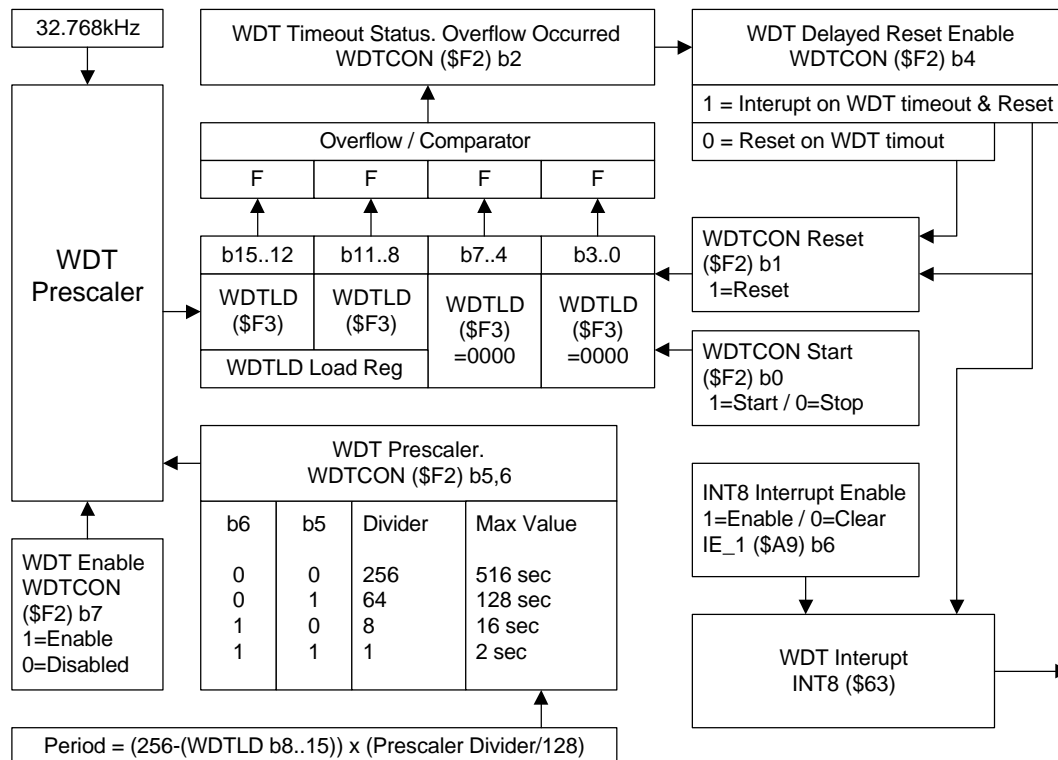 32.768kHz
WDT Prescaler
WDT Timeout Status. Overflow Occurred
WDTCON ($F2) b2
WDT Delayed Reset Enable
WDTCON ($F2) b4
1 = Interupt on WDT timeout & Reset
0 = Reset on WDT timout
Overflow / Comparator
F F F F
b15..12 b11..8 b7..4 b3..0
WDTLD ($F3)
WDTLD ($F3)
WDTLD ($F3) =0000
WDTLD ($F3) =0000
WDTLD Load Reg
WDTCON Reset
($F2) b1
1=Reset
WDTCON Start
($F2) b0
1=Start / 0=Stop
WDT Prescaler.
WDTCON ($F2) b5,6
b6 b5 Divider Max Value
0 0 256 516 sec
0 1 64 128 sec
1 0 8 16 sec
1 1 1 2 sec
WDT Enable
WDTCON
($F2) b7
1=Enable
0=Disabled
INT8 Interrupt Enable
1=Enable / 0=Clear
IE_1 ($A9) b6
WDT Interupt
INT8 ($63)
Period = (256-(WDTLD b8..15)) x (Prescaler Divider/128)